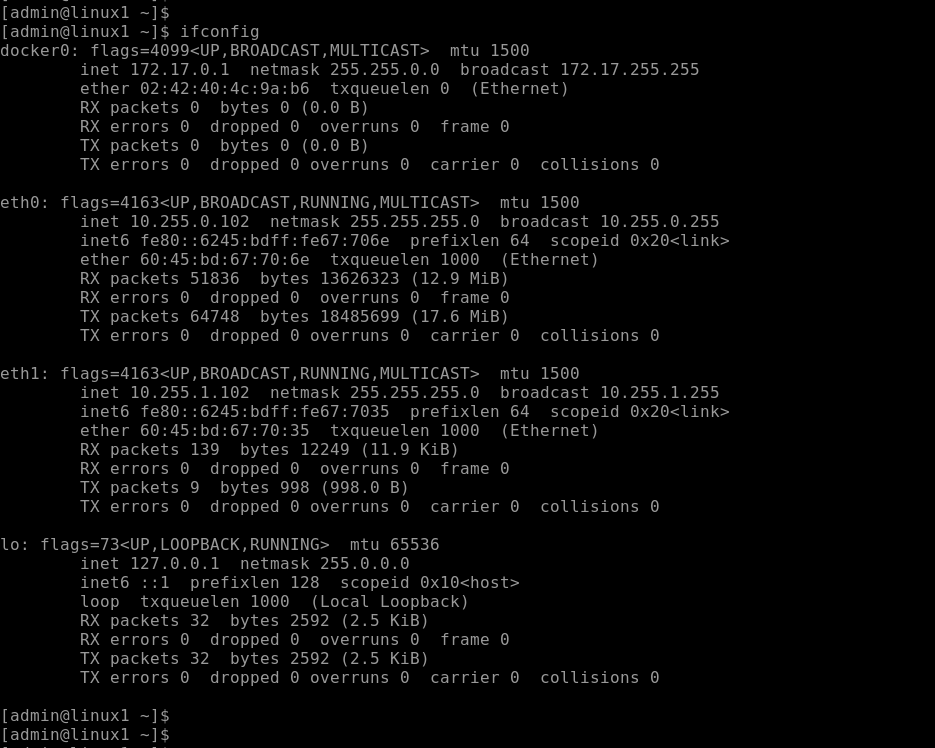 [admin@linux1 ~]$
[admin@linux1 ~]$ ifconfig
docker0: flags=4099<UP,BROADCAST,MULTICAST>  mtu 1500
        inet 172.17.0.1  netmask 255.255.0.0  broadcast 172.17.255.255
        ether 02:42:40:4c:9a:b6  txqueuelen 0  (Ethernet)
        RX packets 0  bytes 0 (0.0 B)
        RX errors 0  dropped 0  overruns 0  frame 0
        TX packets 0  bytes 0 (0.0 B)
        TX errors 0  dropped 0 overruns 0  carrier 0  collisions 0

eth0: flags=4163<UP,BROADCAST,RUNNING,MULTICAST>  mtu 1500
        inet 10.255.0.102  netmask 255.255.255.0  broadcast 10.255.0.255
        inet6 fe80::6245:bdff:fe67:706e  prefixlen 64  scopeid 0x20<link>
        ether 60:45:bd:67:70:6e  txqueuelen 1000  (Ethernet)
        RX packets 51836  bytes 13626323 (12.9 MiB)
        RX errors 0  dropped 0  overruns 0  frame 0
        TX packets 64748  bytes 18485699 (17.6 MiB)
        TX errors 0  dropped 0 overruns 0  carrier 0  collisions 0

eth1: flags=4163<UP,BROADCAST,RUNNING,MULTICAST>  mtu 1500
        inet 10.255.1.102  netmask 255.255.255.0  broadcast 10.255.1.255
        inet6 fe80::6245:bdff:fe67:7035  prefixlen 64  scopeid 0x20<link>
        ether 60:45:bd:67:70:35  txqueuelen 1000  (Ethernet)
        RX packets 139  bytes 12249 (11.9 KiB)
        RX errors 0  dropped 0  overruns 0  frame 0
        TX packets 9  bytes 998 (998.0 B)
        TX errors 0  dropped 0 overruns 0  carrier 0  collisions 0

lo: flags=73<UP,LOOPBACK,RUNNING>  mtu 65536
        inet 127.0.0.1  netmask 255.0.0.0
        inet6 ::1  prefixlen 128  scopeid 0x10<host>
        loop  txqueuelen 1000  (Local Loopback)
        RX packets 32  bytes 2592 (2.5 KiB)
        RX errors 0  dropped 0  overruns 0  frame 0
        TX packets 32  bytes 2592 (2.5 KiB)
        TX errors 0  dropped 0 overruns 0  carrier 0  collisions 0

[admin@linux1 ~]$
[admin@linux1 ~]$